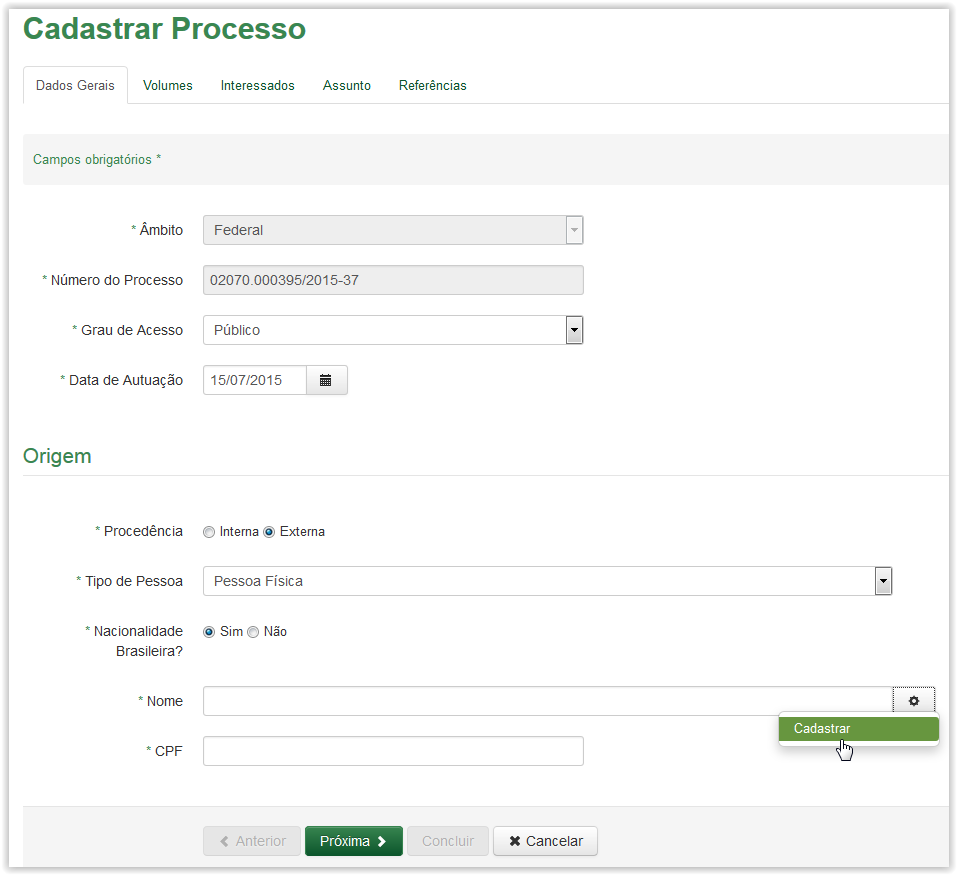 Cadastrar Processo
Dados Gerais Volumes Interessados Assunto Referências
Campos obrigatórios *
* Âmbito Federal
* Número do Processo 02070.000395/2015-37
* Grau de Acesso Público
* Data de Autuação 15/07/2015
Origem
* Procedência Interna Externa
* Tipo de Pessoa Pessoa Física
* Nacionalidade Sim Não
Brasileira?
* Nome
Cadastrar
* CPF
Anterior Próxima Concluir Cancelar